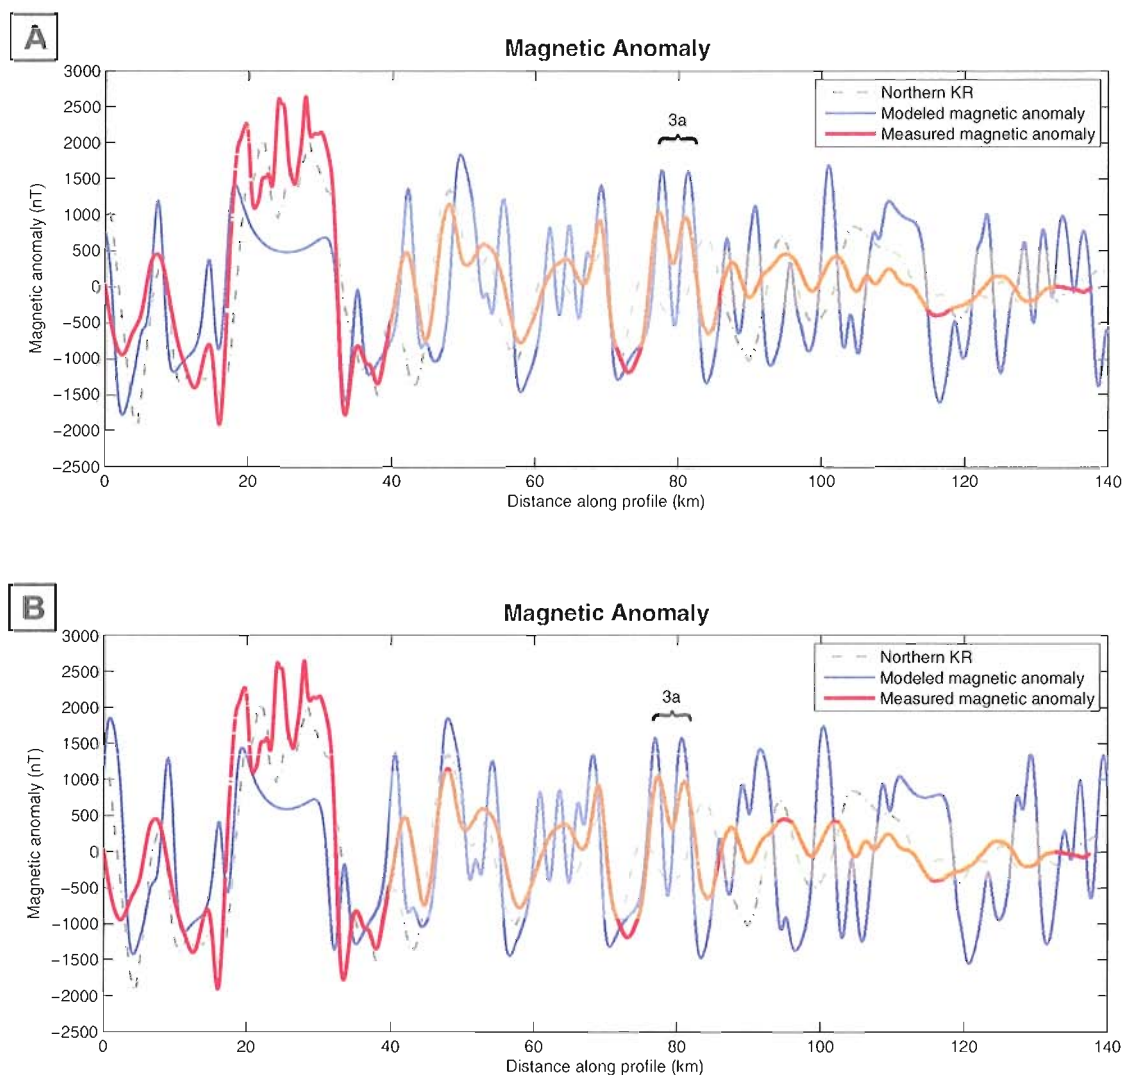 A
Magnetic Anomaly
3000
2500
2000
1500
1000
500
0
−500
−1000
−1500
−2000
−2500
Magnetic anomaly (nT)
Northern KR
Modeled magnetic anomaly
Measured magnetic anomaly
3a
0 20 40 60 80 100 120 140
Distance along profile (km)
B
Magnetic Anomaly
3000
2500
2000
1500
1000
500
0
−500
−1000
−1500
−2000
−2500
Magnetic anomaly (nT)
Northern KR
Modeled magnetic anomaly
Measured magnetic anomaly
3a
0 20 40 60 80 100 120 140
Distance along profile (km)